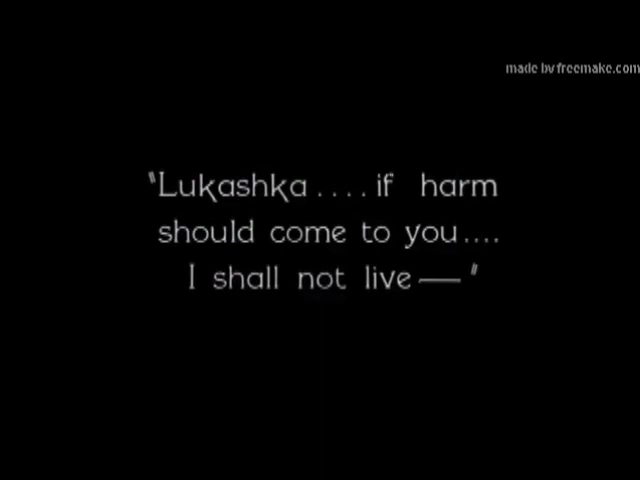 made by freemake.com
"Lukashka .... if harm
should come to you ....
I shall not live — "